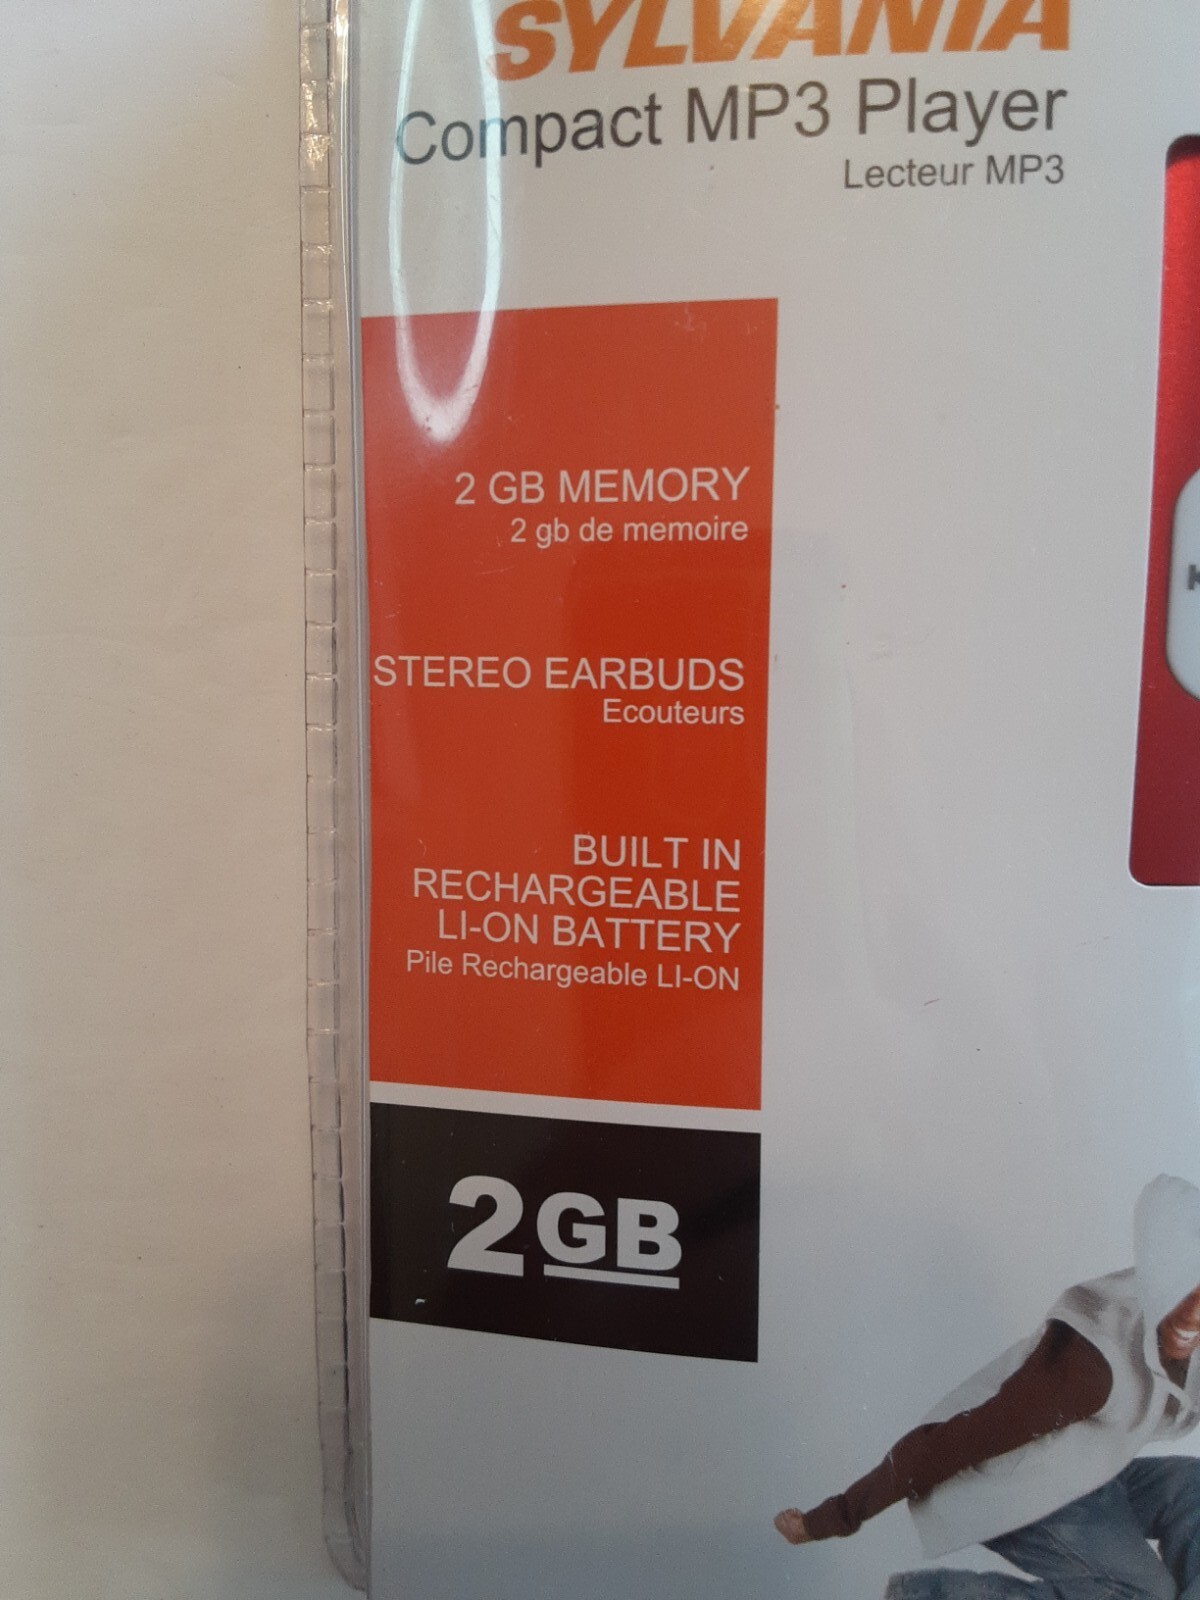 SYLVANIA
Compact MP3 Player
Lecteur MP3
2 GB MEMORY
2 gb de memoire
STEREO EARBUDS
Ecouteurs
BUILT IN
RECHARGEABLE
LI-ON BATTERY
Pile Rechargeable LI-ON
2GB